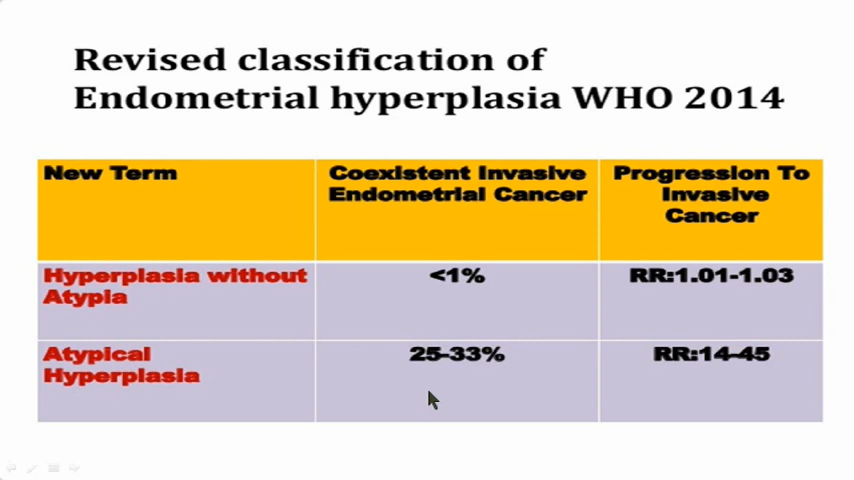 Revised classification of
Endometrial hyperplasia WHO 2014
New Term
Coexistent Invasive
Endometrial Cancer
Progression To
Invasive
Cancer
Hyperplasia without
Atypia
<1%
RR:1.01-1.03
Atypical
Hyperplasia
25-33%
RR:14-45